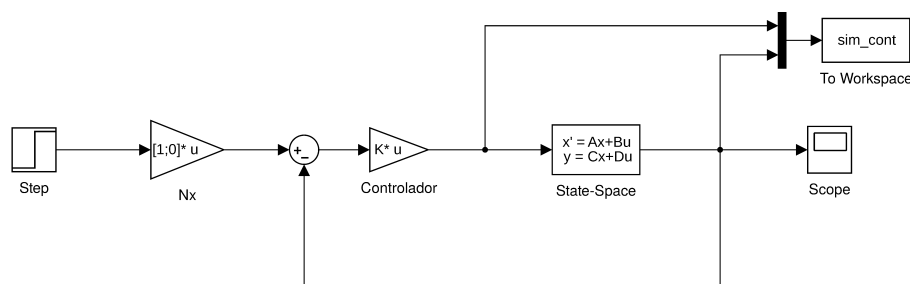 sim_cont
To Workspace
[1;0]* u
+
−
K* u
x' = Ax+Bu
y = Cx+Du
Step
Nx
Controlador
State-Space
Scope